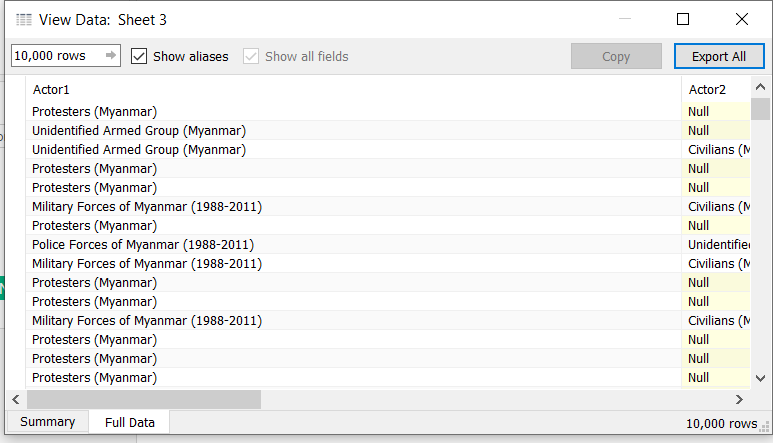 View Data: Sheet 3
10,000 rows Show aliases Show all fields Copy Export All
Actor1 Actor2
Protesters (Myanmar) Null
Unidentified Armed Group (Myanmar) Null
Unidentified Armed Group (Myanmar) Civilians (M
Protesters (Myanmar) Null
Protesters (Myanmar) Null
Military Forces of Myanmar (1988-2011) Civilians (M
Protesters (Myanmar) Null
Police Forces of Myanmar (1988-2011) Unidentified
Military Forces of Myanmar (1988-2011) Civilians (M
Protesters (Myanmar) Null
Protesters (Myanmar) Null
Military Forces of Myanmar (1988-2011) Civilians (M
Protesters (Myanmar) Null
Protesters (Myanmar) Null
Protesters (Myanmar) Null
Summary Full Data 10,000 rows